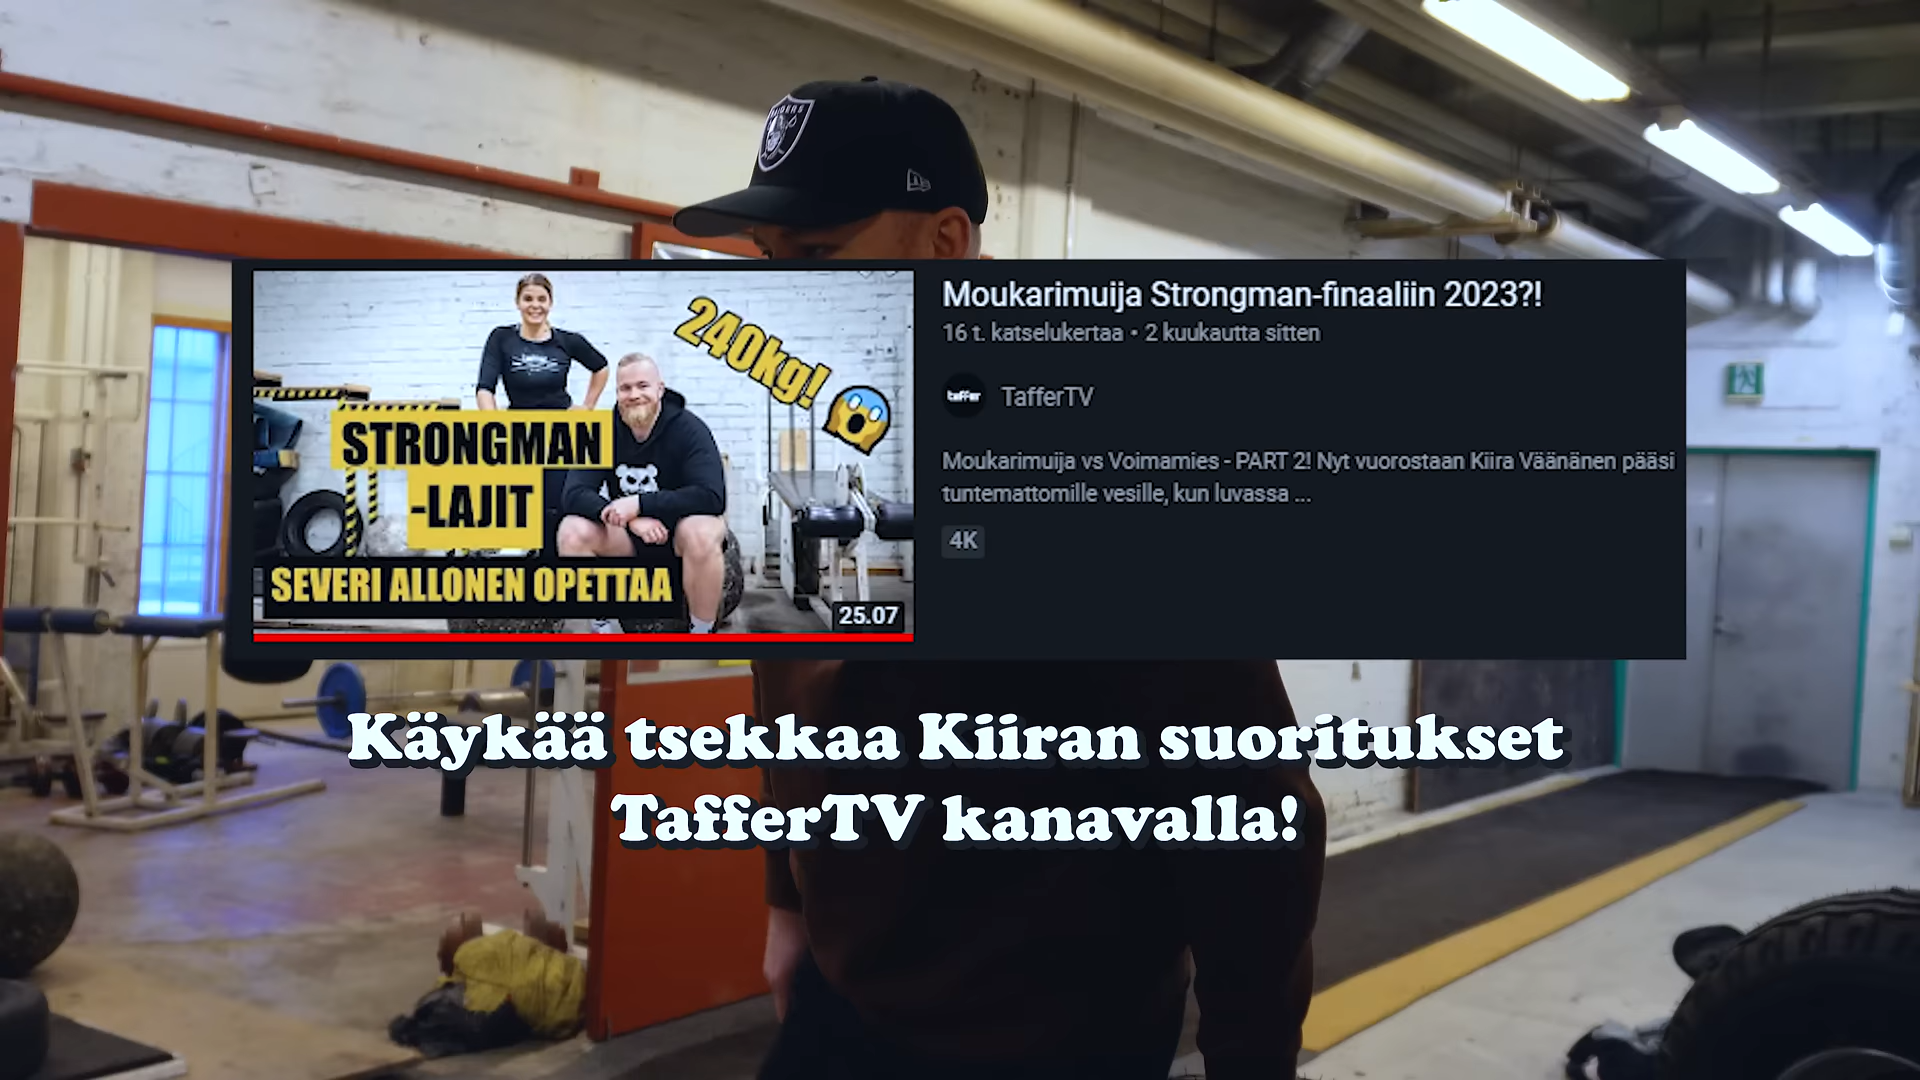 RAIDERS
240kg!
STRONGMAN
-LAJIT
SEVERI ALLONEN OPETTAA
25.07
Moukarimuija Strongman-finaaliin 2023?!
16 t. katselukertaa • 2 kuukautta sitten
taffer
TafferTV
Moukarimuija vs Voimamies - PART 2! Nyt vuorostaan Kiira Väänänen pääsi
tuntemattomille vesille, kun luvassa ...
4K
Käykää tsekkaa Kiiran suoritukset
TafferTV kanavalla!